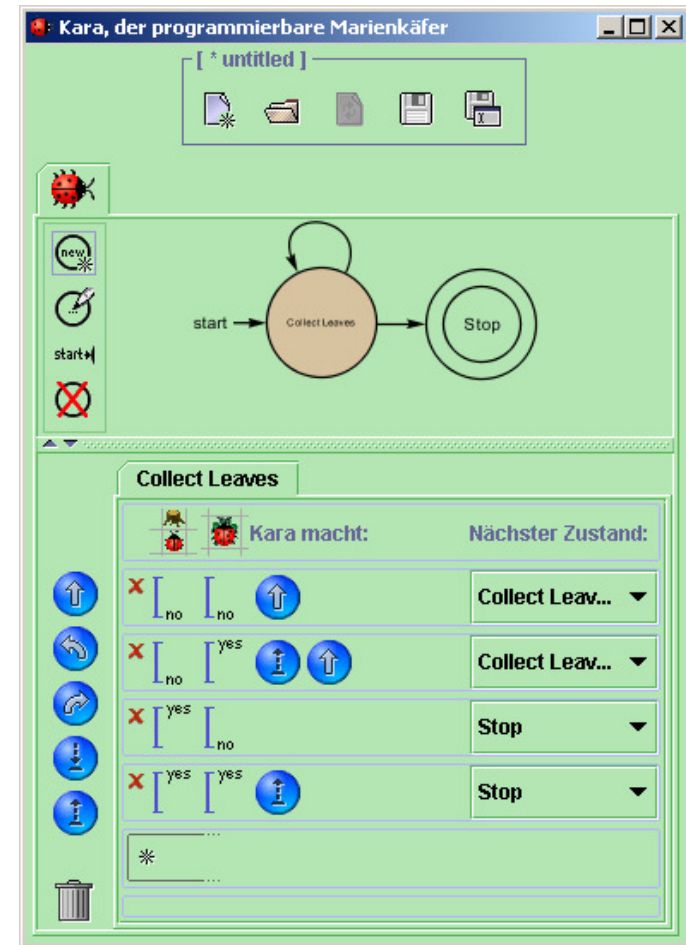 Kara, der programmierbare Marienkäfer
[ * untitled ]
new
start
Collect Leaves
Stop
start
Collect Leaves
Kara macht:
Nächster Zustand:
no no Collect Leav...
no yes Collect Leav...
yes no Stop
yes yes Stop